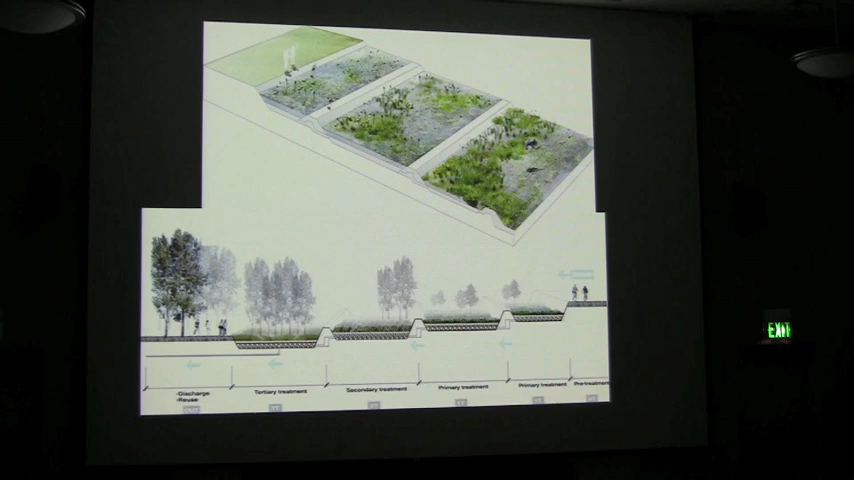 -Discharge
-Reuse
Tertiary treatment
Secondary treatment
Primary treatment
Primary treatment
Pre-treatment
EXIT